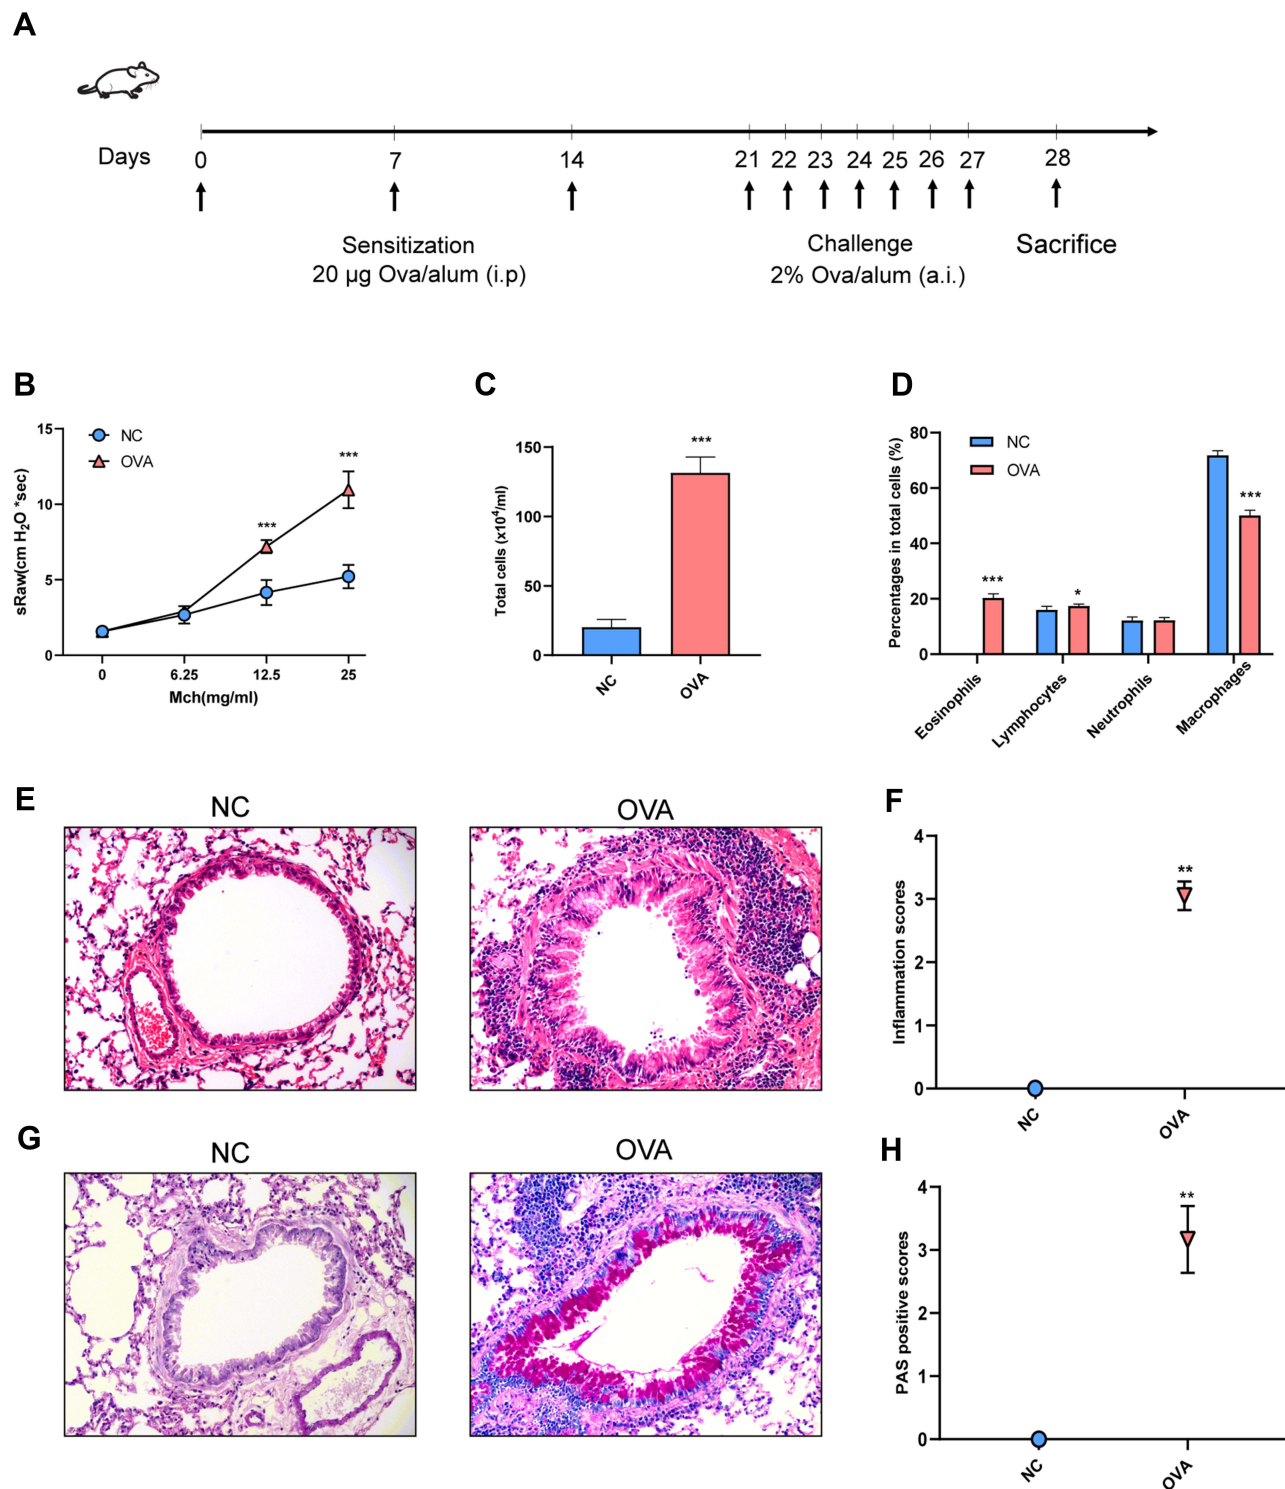 A
Days 0 7 14 21 22 23 24 25 26 27 28
Sensitization
20 µg Ova/alum (i.p)
Challenge
2% Ova/alum (a.i.)
Sacrifice
B
NC
OVA
sRaw(cm H₂O *sec)
15
10
5
0
***
***
0 6.25 12.5 25
Mch(mg/ml)
C
Total cells (x10⁴/ml)
150
100
50
0
***
NC
OVA
D
NC
OVA
Percentages in total cells (%)
80
60
40
20
0
***
*
***
Eosinophils
Lymphocytes
Neutrophils
Macrophages
E
NC
OVA
F
Inflammation scores
4
3
2
1
0
**
NC
OVA
G
NC
OVA
H
PAS positive scores
4
3
2
1
0
**
NC
OVA